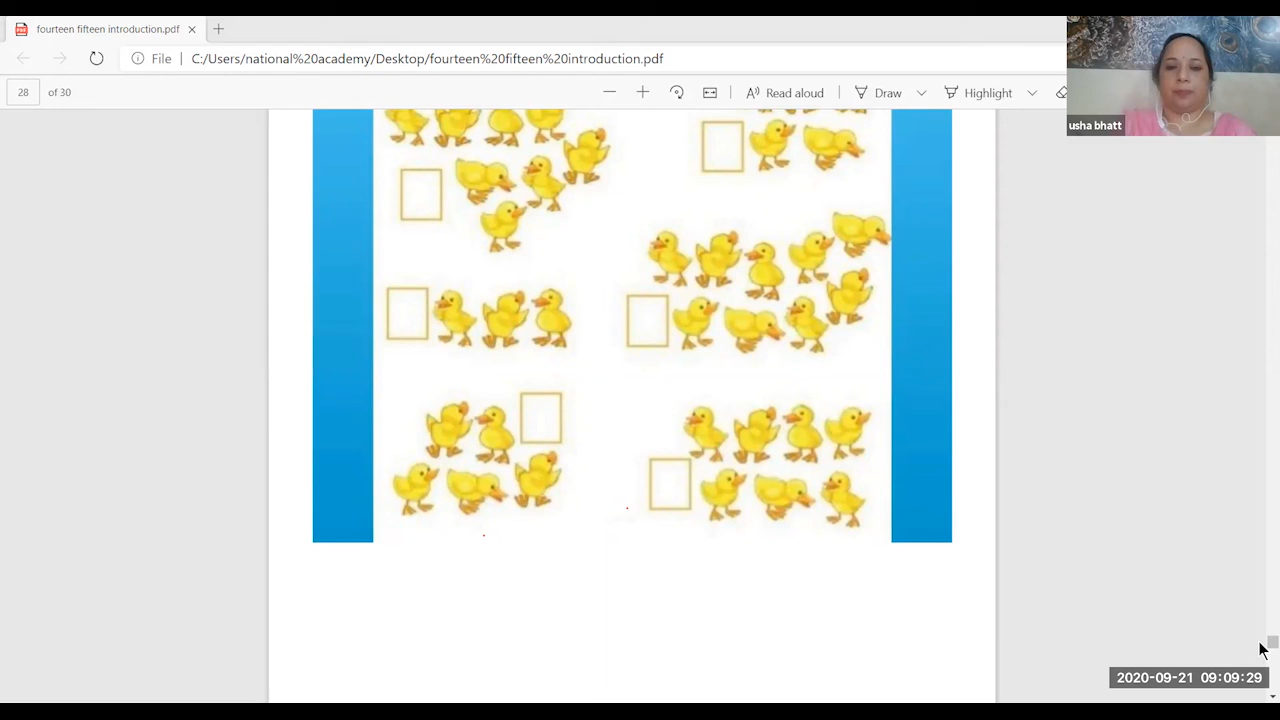 fourteen fifteen introduction.pdf
File
C:/Users/national%20academy/Desktop/fourteen%20fifteen%20introduction.pdf
28 of 30
Read aloud
Draw
Highlight
usha bhatt
2020-09-21 09:09:29